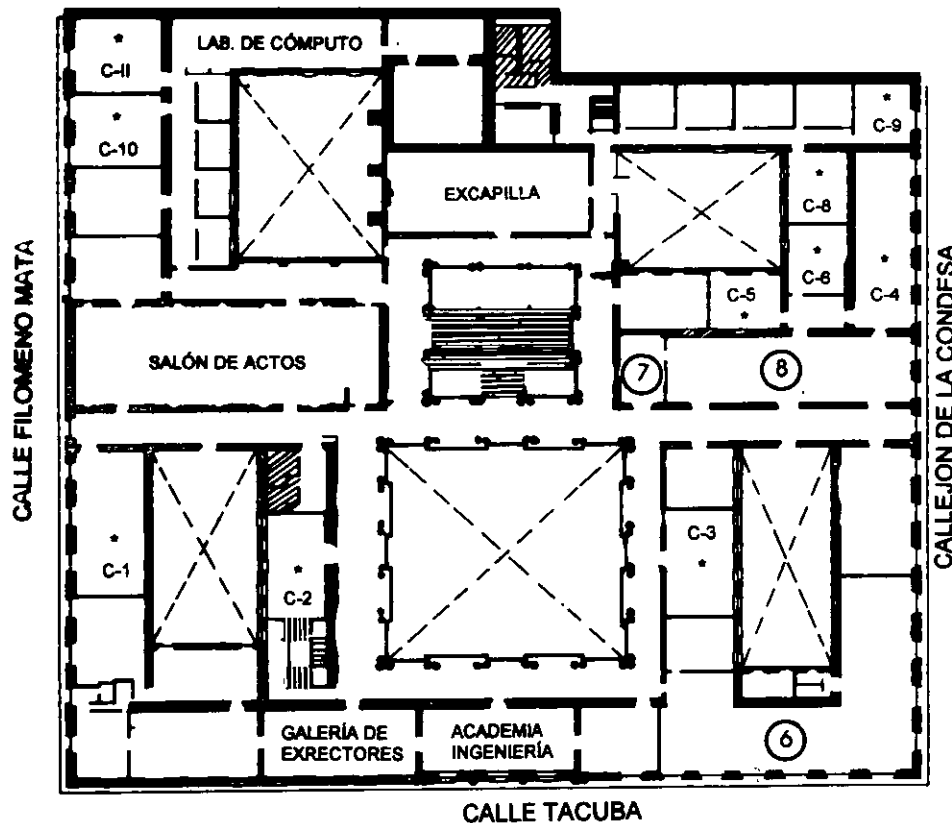 LAB. DE CÓMPUTO
*
C-II
*
C-10
*
C-9
EXCAPILLA
*
C-8
*
C-6
*
C-4
C-5
*
CALLE FILOMENO MATA
SALÓN DE ACTOS
7
8
CALLEJON DE LA CONDESA
*
C-1
*
C-2
C-3
*
GALERÍA DE
EXRECTORES
ACADEMIA
INGENIERÍA
6
CALLE TACUBA